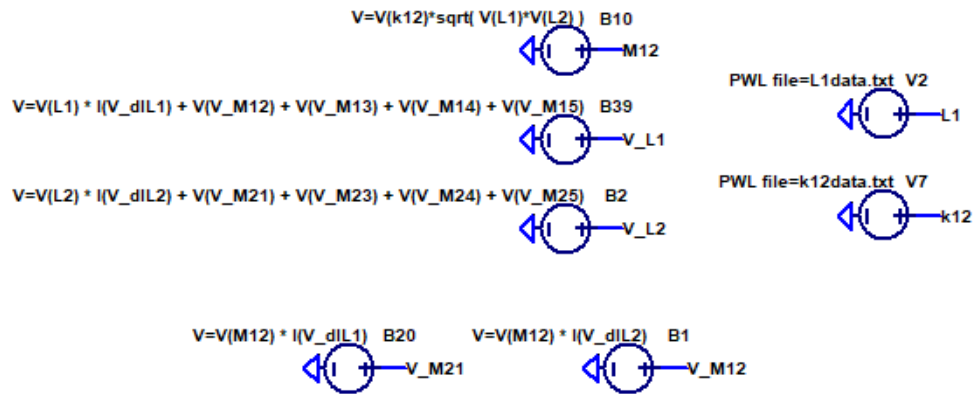 V=V(k12)*sqrt( V(L1)*V(L2) ) B10
M12
PWL file=L1data.txt V2
L1
V=V(L1) * I(V_dIL1) + V(V_M12) + V(V_M13) + V(V_M14) + V(V_M15) B39
V_L1
PWL file=k12data.txt V7
k12
V=V(L2) * I(V_dIL2) + V(V_M21) + V(V_M23) + V(V_M24) + V(V_M25) B2
V_L2
V=V(M12) * I(V_dIL1) B20
V_M21
V=V(M12) * I(V_dIL2) B1
V_M12